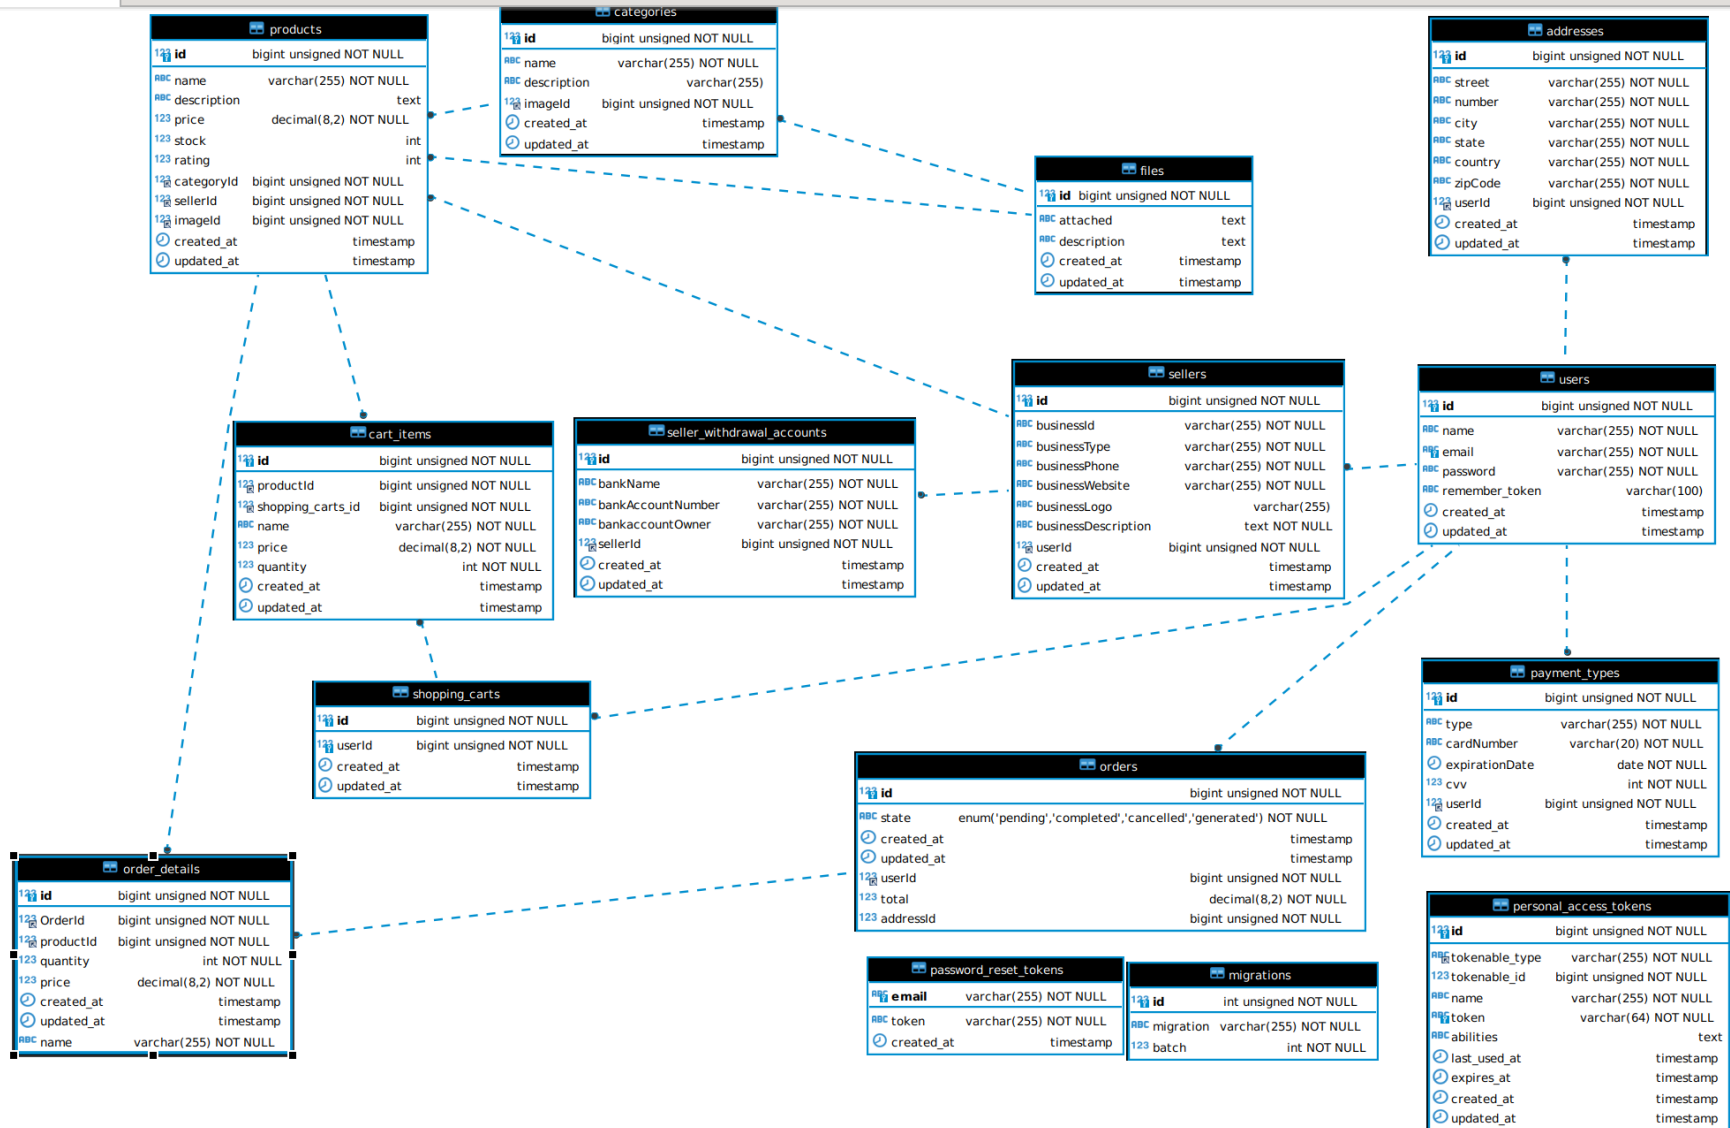 products
id bigint unsigned NOT NULL
name varchar(255) NOT NULL
description text
price decimal(8,2) NOT NULL
stock int
rating int
categoryId bigint unsigned NOT NULL
sellerId bigint unsigned NOT NULL
imageId bigint unsigned NOT NULL
created_at timestamp
updated_at timestamp
categories
id bigint unsigned NOT NULL
name varchar(255) NOT NULL
description varchar(255)
imageId bigint unsigned NOT NULL
created_at timestamp
updated_at timestamp
files
id bigint unsigned NOT NULL
attached text
description text
created_at timestamp
updated_at timestamp
addresses
id bigint unsigned NOT NULL
street varchar(255) NOT NULL
number varchar(255) NOT NULL
city varchar(255) NOT NULL
state varchar(255) NOT NULL
country varchar(255) NOT NULL
zipCode varchar(255) NOT NULL
userId bigint unsigned NOT NULL
created_at timestamp
updated_at timestamp
cart_items
id bigint unsigned NOT NULL
productId bigint unsigned NOT NULL
shopping_carts_id bigint unsigned NOT NULL
name varchar(255) NOT NULL
price decimal(8,2) NOT NULL
quantity int NOT NULL
created_at timestamp
updated_at timestamp
seller_withdrawal_accounts
id bigint unsigned NOT NULL
bankName varchar(255) NOT NULL
bankAccountNumber varchar(255) NOT NULL
bankaccountOwner varchar(255) NOT NULL
sellerId bigint unsigned NOT NULL
created_at timestamp
updated_at timestamp
sellers
id bigint unsigned NOT NULL
businessId varchar(255) NOT NULL
businessType varchar(255) NOT NULL
businessPhone varchar(255) NOT NULL
businessWebsite varchar(255) NOT NULL
businessLogo varchar(255)
businessDescription text NOT NULL
userId bigint unsigned NOT NULL
created_at timestamp
updated_at timestamp
users
id bigint unsigned NOT NULL
name varchar(255) NOT NULL
email varchar(255) NOT NULL
password varchar(255) NOT NULL
remember_token varchar(100)
created_at timestamp
updated_at timestamp
shopping_carts
id bigint unsigned NOT NULL
userId bigint unsigned NOT NULL
created_at timestamp
updated_at timestamp
payment_types
id bigint unsigned NOT NULL
type varchar(255) NOT NULL
cardNumber varchar(20) NOT NULL
expirationDate date NOT NULL
cvv int NOT NULL
userId bigint unsigned NOT NULL
created_at timestamp
updated_at timestamp
orders
id bigint unsigned NOT NULL
state enum('pending','completed','cancelled','generated') NOT NULL
created_at timestamp
updated_at timestamp
userId bigint unsigned NOT NULL
total decimal(8,2) NOT NULL
addressId bigint unsigned NOT NULL
order_details
id bigint unsigned NOT NULL
OrderId bigint unsigned NOT NULL
productId bigint unsigned NOT NULL
quantity int NOT NULL
price decimal(8,2) NOT NULL
created_at timestamp
updated_at timestamp
name varchar(255) NOT NULL
password_reset_tokens
email varchar(255) NOT NULL
token varchar(255) NOT NULL
created_at timestamp
migrations
id int unsigned NOT NULL
migration varchar(255) NOT NULL
batch int NOT NULL
personal_access_tokens
id bigint unsigned NOT NULL
tokenable_type varchar(255) NOT NULL
tokenable_id bigint unsigned NOT NULL
name varchar(255) NOT NULL
token varchar(64) NOT NULL
abilities text
last_used_at timestamp
expires_at timestamp
created_at timestamp
updated_at timestamp